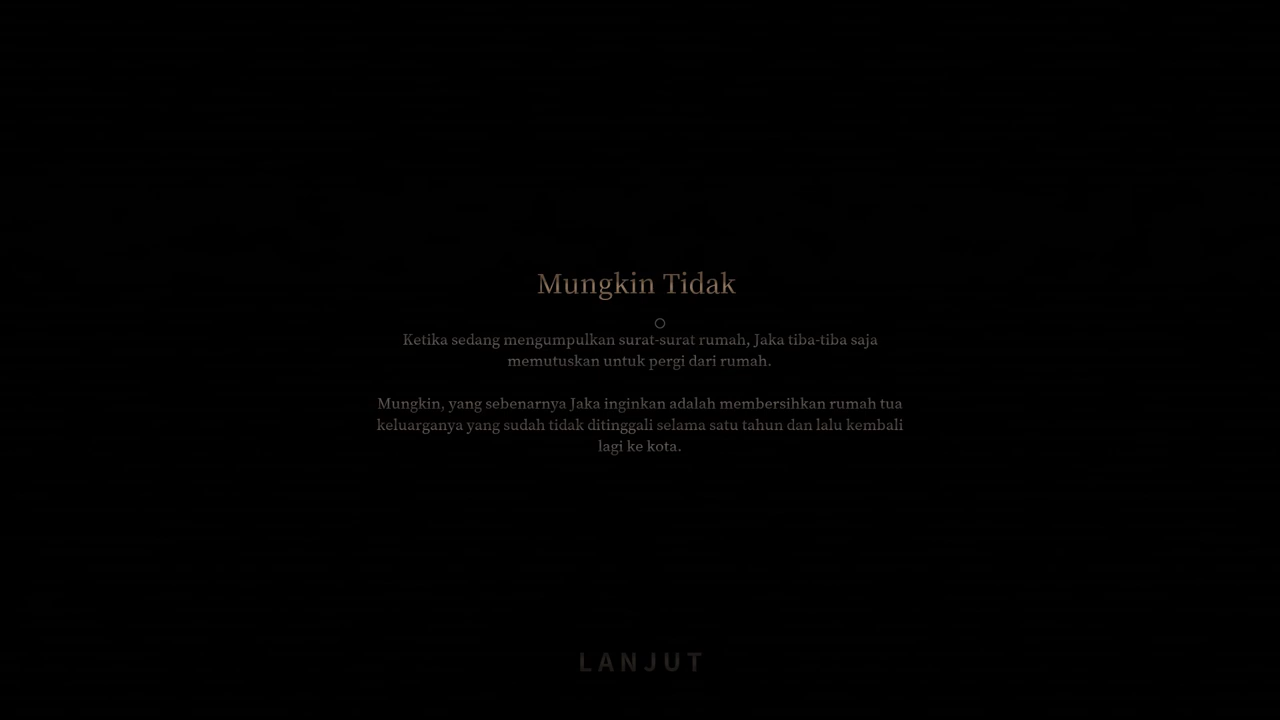 Mungkin Tidak
Ketika sedang mengumpulkan surat-surat rumah, Jaka tiba-tiba saja
memutuskan untuk pergi dari rumah.
Mungkin, yang sebenarnya Jaka inginkan adalah membersihkan rumah tua
keluarganya yang sudah tidak ditinggali selama satu tahun dan lalu kembali
lagi ke kota.
LANJUT